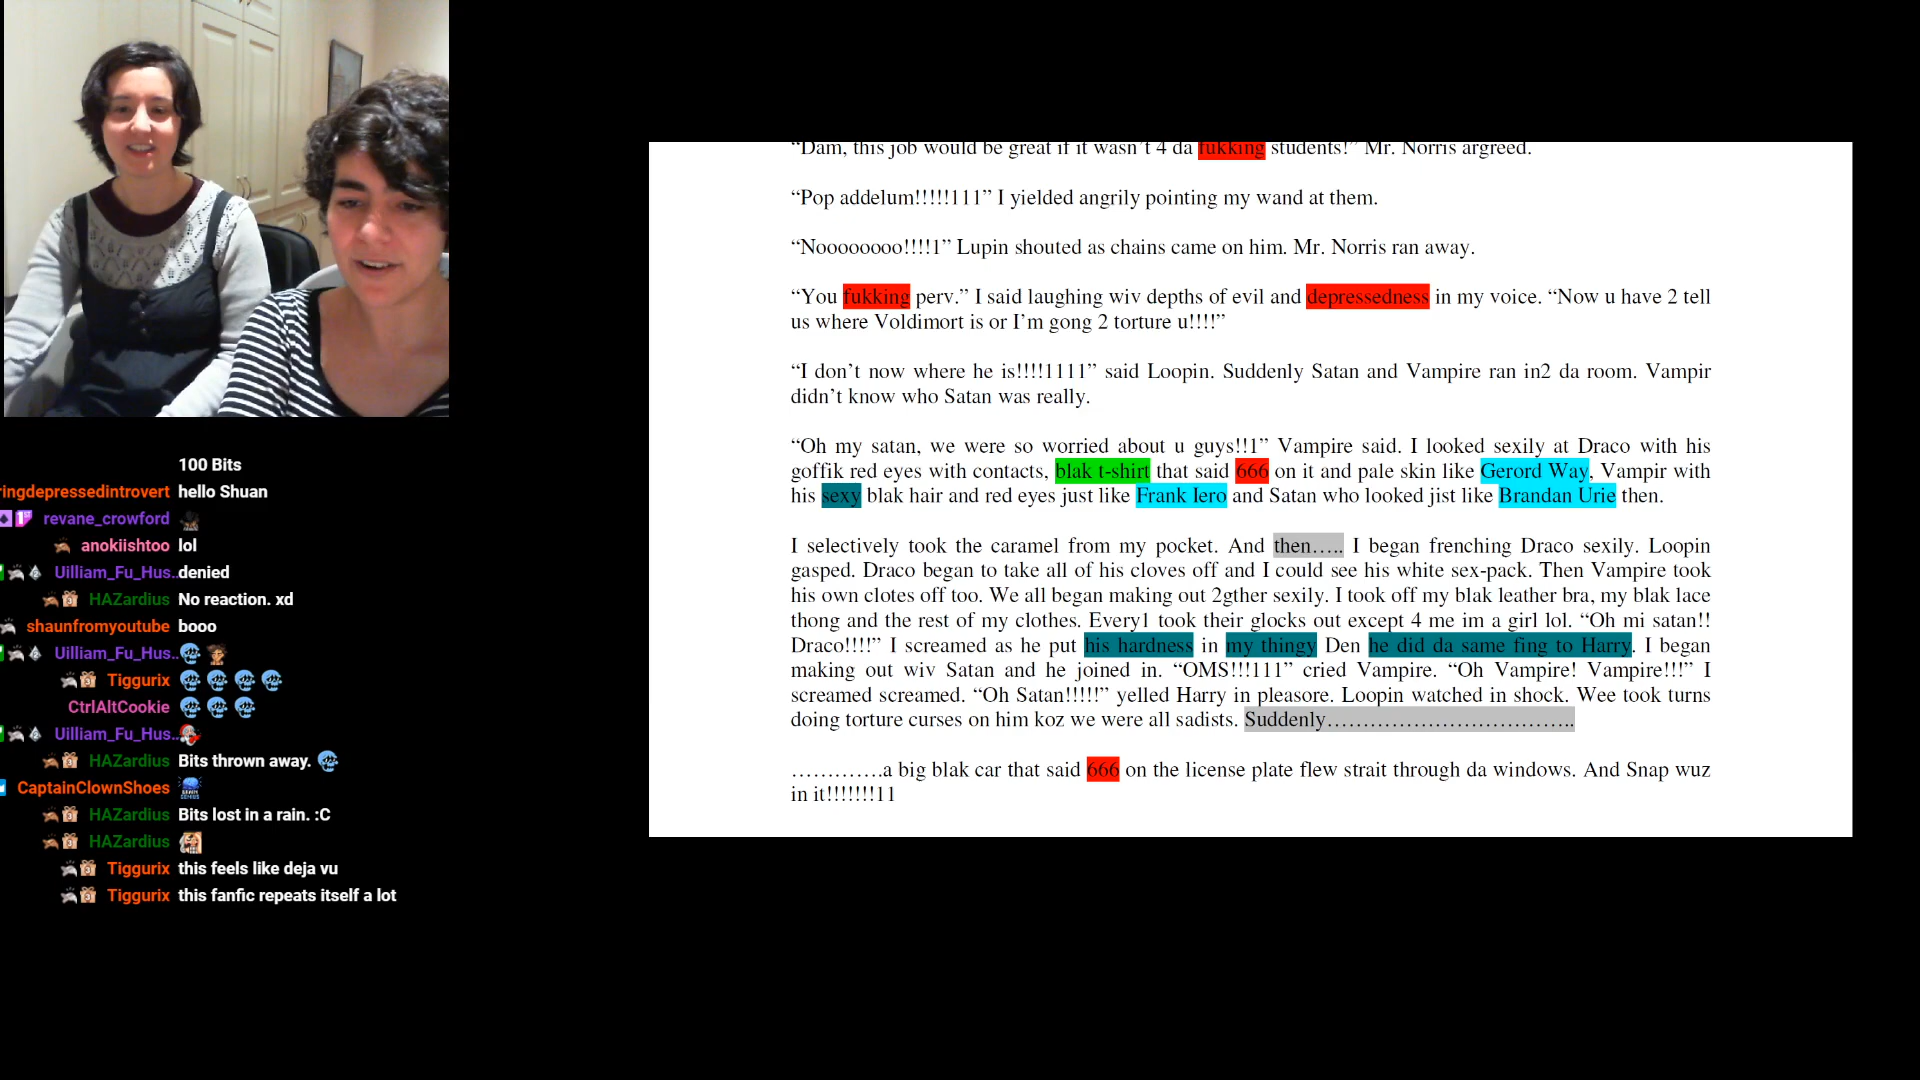 100 Bits
ingdepressedintrovert hello Shuan
revane_crowford
anokiishtoo lol
Uilliam_Fu_Hus.. denied
HAZardius No reaction. xd
shaunfromyoutube booo
Uilliam_Fu_Hus..
Tiggurix
CtrlAltCookie
Uilliam_Fu_Hus..
HAZardius Bits thrown away.
CaptainClownShoes
HAZardius Bits lost in a rain. :C
HAZardius
Tiggurix this feels like deja vu
Tiggurix this fanfic repeats itself a lot
“Dam, this job would be great if it wasn’t 4 da fukking students!” Mr. Norris argreed.
“Pop addelum!!!!!111” I yielded angrily pointing my wand at them.
“Noooooooo!!!!1” Lupin shouted as chains came on him. Mr. Norris ran away.
“You fukking perv.” I said laughing wiv depths of evil and depressedness in my voice. “Now u have 2 tell
us where Voldimort is or I’m gong 2 torture u!!!!”
“I don’t now where he is!!!!1111” said Loopin. Suddenly Satan and Vampire ran in2 da room. Vampir
didn’t know who Satan was really.
“Oh my satan, we were so worried about u guys!!1” Vampire said. I looked sexily at Draco with his
goffik red eyes with contacts, blak t-shirt that said 666 on it and pale skin like Gerord Way, Vampir with
his sexy blak hair and red eyes just like Frank Iero and Satan who looked jist like Brandan Urie then.
I selectively took the caramel from my pocket. And then….. I began frenching Draco sexily. Loopin
gasped. Draco began to take all of his cloves off and I could see his white sex-pack. Then Vampire took
his own clotes off too. We all began making out 2gther sexily. I took off my blak leather bra, my blak lace
thong and the rest of my clothes. Every1 took their glocks out except 4 me im a girl lol. “Oh mi satan!!
Draco!!!!” I screamed as he put his hardness in my thingy Den he did da same fing to Harry. I began
making out wiv Satan and he joined in. “OMS!!!111” cried Vampire. “Oh Vampire! Vampire!!!” I
screamed screamed. “Oh Satan!!!!!” yelled Harry in pleasore. Loopin watched in shock. Wee took turns
doing torture curses on him koz we were all sadists. Suddenly……………………………..
………….a big blak car that said 666 on the license plate flew strait through da windows. And Snap wuz
in it!!!!!!!11